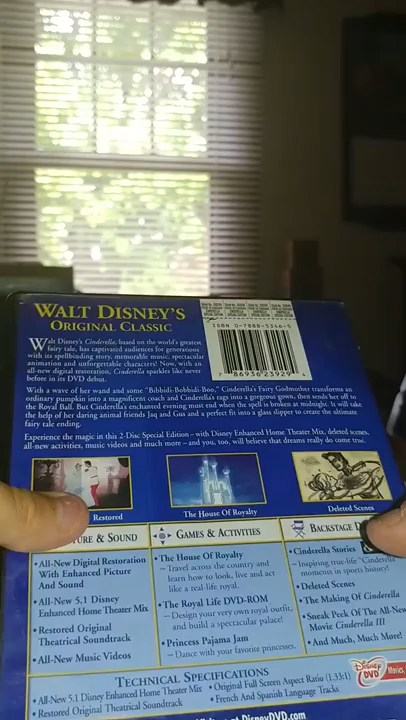 WALT DISNEY'S
ORIGINAL CLASSIC
Walt Disney's Cinderella, based on the world's greatest
fairy tale, has captivated audiences for generations
with its spellbinding story, memorable music, spectacular
animation and unforgettable characters! Now, with an
all-new digital restoration, Cinderella sparkles like never
before in its DVD debut.
With a wave of her wand and some "Bibbidi-Bobbidi-Boo," Cinderella's Fairy Godmother transforms an
ordinary pumpkin into a magnificent coach and Cinderella's rags into a gorgeous gown, then sends her off to
the Royal Ball. But Cinderella's enchanted evening must end when the spell is broken at midnight. It will take
the help of her daring animal friends Jaq and Gus and a perfect fit into a glass slipper to create the ultimate
fairy tale ending.
Experience the magic in this 2-Disc Special Edition – with Disney Enhanced Home Theater Mix, deleted scenes,
all-new activities, music videos and much more – and you, too, will believe that dreams really do come true.
ISBN 0-7888-5346-5
7 86936 23929
Restored
The House Of Royalty
Deleted Scenes
TURE & SOUND
• All-New Digital Restoration
With Enhanced Picture
And Sound
• All-New 5.1 Disney
Enhanced Home Theater Mix
• Restored Original
Theatrical Soundtrack
• All-New Music Videos
GAMES & ACTIVITIES
• The House Of Royalty
– Travel across the country and
learn how to look, live and act
like a real-life royal.
• The Royal Life DVD-ROM
– Design your very own royal outfit,
and build a spectacular palace!
• Princess Pajama Jam
– Dance with your favorite princesses.
BACKSTAGE D
• Cinderella Stories
– Inspiring true-life "Cinderella"
moments in sports history!
• Deleted Scenes
• The Making Of Cinderella
• Sneak Peek Of The All-New
Movie Cinderella III
• And Much, Much More!
TECHNICAL SPECIFICATIONS
• All-New 5.1 Disney Enhanced Home Theater Mix • Original Full Screen Aspect Ratio (1.33:1)
• Restored Original Theatrical Soundtrack • French And Spanish Language Tracks
Disney DVD
Movies,
DisneyDVD.com